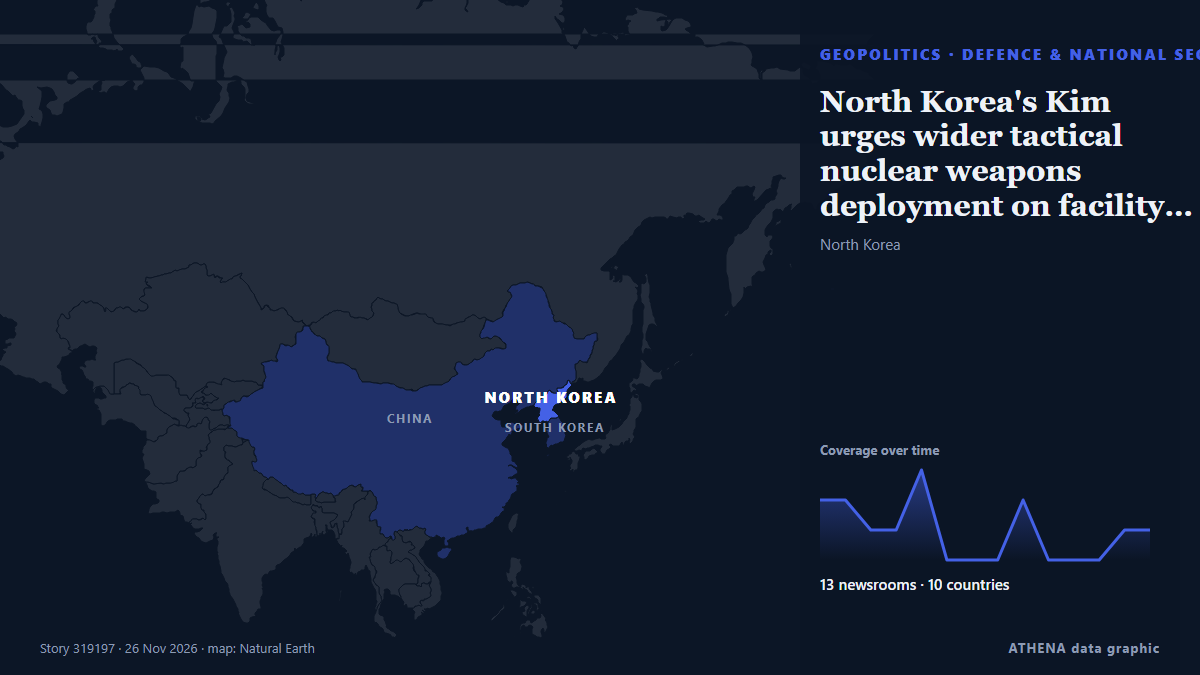 GEOPOLITICS · DEFENCE & NATIONAL SEC
North Korea's Kim
urges wider tactical
nuclear weapons
deployment on facility...
North Korea
NORTH KOREA
CHINA
SOUTH KOREA
Coverage over time
13 newsrooms · 10 countries
Story 319197 · 26 Nov 2026 · map: Natural Earth
ATHENA data graphic